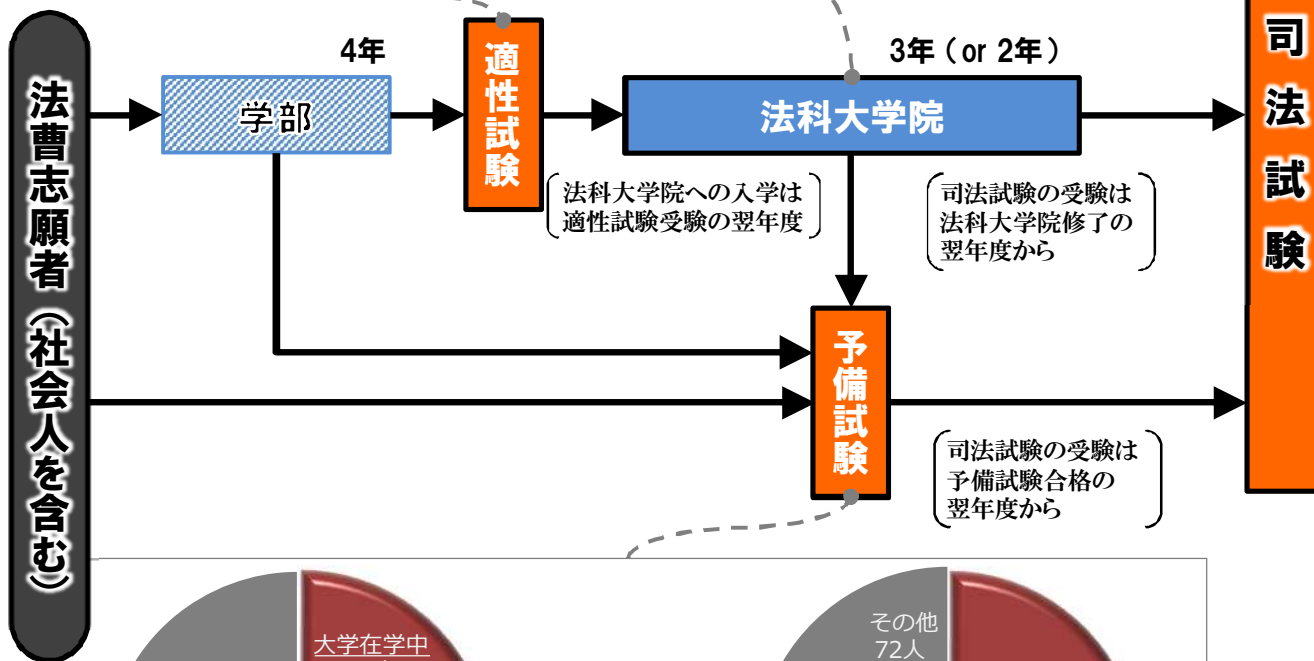 法曹志願者（社会人を含む）
4年
学部
適性試験
3年（or 2年）
法科大学院
法科大学院への入学は
適性試験受験の翌年度
司法試験の受験は
法科大学院修了の
翌年度から
司法試験
予備試験
司法試験の受験は
予備試験合格の
翌年度から
大学在学中
その他
72人